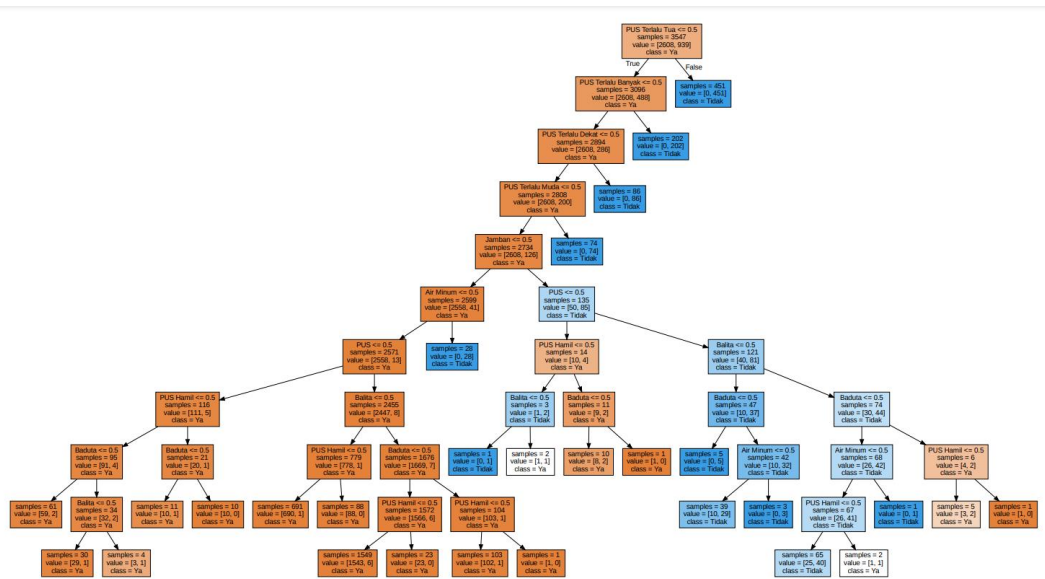 PUS Terlalu Tua <= 0.5
samples = 3547
value = [2608, 939]
class = Ya
True
False
PUS Terlalu Banyak <= 0.5
samples = 3096
value = [2608, 488]
class = Ya
samples = 451
value = [0, 451]
class = Tidak
PUS Terlalu Dekat <= 0.5
samples = 2894
value = [2608, 286]
class = Ya
samples = 202
value = [0, 202]
class = Tidak
PUS Terlalu Muda <= 0.5
samples = 2808
value = [2608, 200]
class = Ya
samples = 86
value = [0, 86]
class = Tidak
Jamban <= 0.5
samples = 2734
value = [2608, 126]
class = Ya
samples = 74
value = [0, 74]
class = Tidak
Air Minum <= 0.5
samples = 2599
value = [2558, 41]
class = Ya
PUS <= 0.5
samples = 135
value = [50, 85]
class = Tidak
PUS <= 0.5
samples = 2571
value = [2558, 13]
class = Ya
samples = 28
value = [0, 28]
class = Tidak
PUS Hamil <= 0.5
samples = 14
value = [10, 4]
class = Ya
Balita <= 0.5
samples = 121
value = [40, 81]
class = Tidak
PUS Hamil <= 0.5
samples = 116
value = [111, 5]
class = Ya
Balita <= 0.5
samples = 2455
value = [2447, 8]
class = Ya
Balita <= 0.5
samples = 3
value = [1, 2]
class = Tidak
Baduta <= 0.5
samples = 11
value = [9, 2]
class = Ya
Baduta <= 0.5
samples = 47
value = [10, 37]
class = Tidak
Baduta <= 0.5
samples = 74
value = [30, 44]
class = Tidak
Baduta <= 0.5
samples = 95
value = [91, 4]
class = Ya
Baduta <= 0.5
samples = 21
value = [20, 1]
class = Ya
PUS Hamil <= 0.5
samples = 779
value = [778, 1]
class = Ya
Baduta <= 0.5
samples = 1676
value = [1669, 7]
class = Ya
samples = 1
value = [0, 1]
class = Tidak
samples = 2
value = [1, 1]
class = Ya
samples = 10
value = [8, 2]
class = Ya
samples = 1
value = [1, 0]
class = Ya
samples = 5
value = [0, 5]
class = Tidak
Air Minum <= 0.5
samples = 42
value = [10, 32]
class = Tidak
Air Minum <= 0.5
samples = 68
value = [26, 42]
class = Tidak
PUS Hamil <= 0.5
samples = 6
value = [4, 2]
class = Ya
samples = 61
value = [59, 2]
class = Ya
Balita <= 0.5
samples = 34
value = [32, 2]
class = Ya
samples = 11
value = [10, 1]
class = Ya
samples = 10
value = [10, 0]
class = Ya
samples = 691
value = [690, 1]
class = Ya
samples = 88
value = [88, 0]
class = Ya
PUS Hamil <= 0.5
samples = 1572
value = [1566, 6]
class = Ya
PUS Hamil <= 0.5
samples = 104
value = [103, 1]
class = Ya
samples = 39
value = [10, 29]
class = Tidak
samples = 3
value = [0, 3]
class = Tidak
PUS Hamil <= 0.5
samples = 67
value = [26, 41]
class = Tidak
samples = 1
value = [0, 1]
class = Tidak
samples = 5
value = [3, 2]
class = Ya
samples = 1
value = [1, 0]
class = Ya
samples = 30
value = [29, 1]
class = Ya
samples = 4
value = [3, 1]
class = Ya
samples = 1549
value = [1543, 6]
class = Ya
samples = 23
value = [23, 0]
class = Ya
samples = 103
value = [102, 1]
class = Ya
samples = 1
value = [1, 0]
class = Ya
samples = 65
value = [25, 40]
class = Tidak
samples = 2
value = [1, 1]
class = Ya